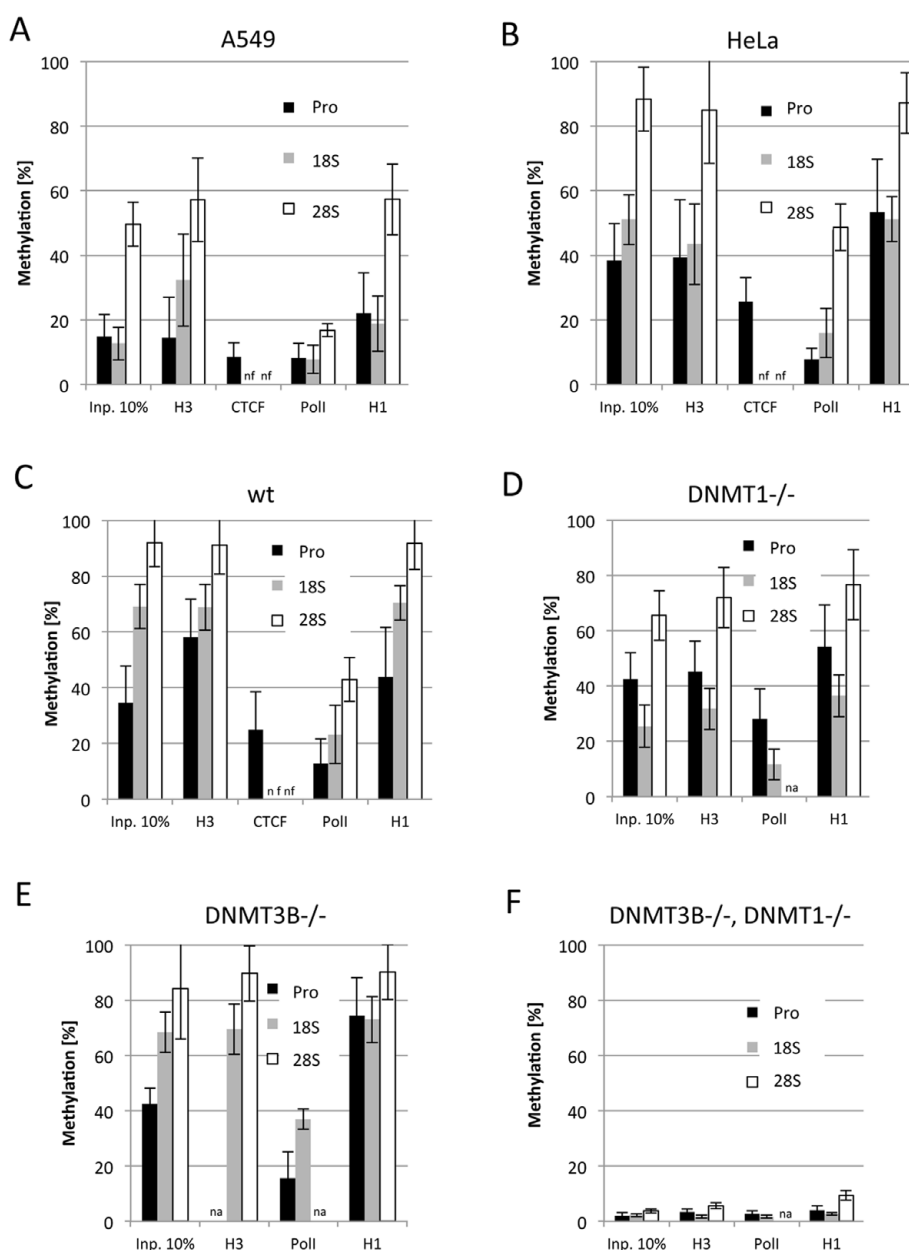 A
A549
Methylation [%]
100
80
60
40
20
0
Pro
18S
28S
nf nf
Inp. 10% H3 CTCF PolI H1
B
HeLa
Methylation [%]
100
80
60
40
20
0
Pro
18S
28S
nf nf
Inp. 10% H3 CTCF PolI H1
C
wt
Methylation [%]
100
80
60
40
20
0
Pro
18S
28S
n f nf
Inp. 10% H3 CTCF PolI H1
D
DNMT1-/-
Methylation [%]
100
80
60
40
20
0
Pro
18S
28S
na
Inp. 10% H3 PolI H1
E
DNMT3B-/-
Methylation [%]
100
80
60
40
20
0
Pro
18S
28S
na na
Inp. 10% H3 PolI H1
F
DNMT3B-/-, DNMT1-/-
Methylation [%]
100
80
60
40
20
0
Pro
18S
28S
na
Inp. 10% H3 PolI H1